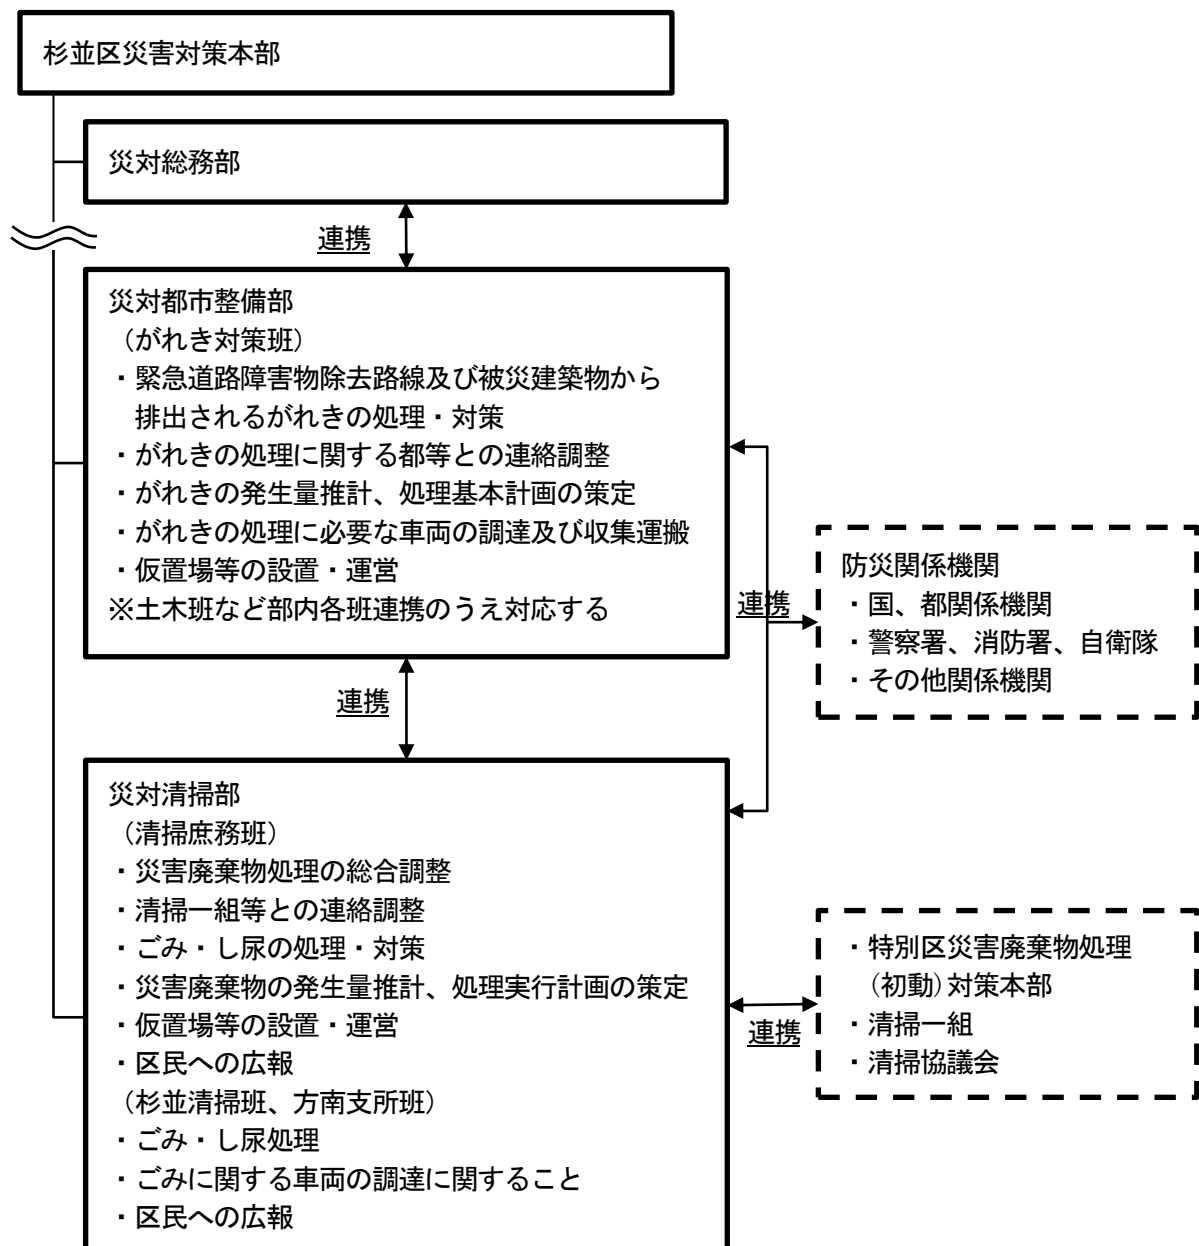 杉並区災害対策本部
災対総務部
連携
災対都市整備部
（がれき対策班）
・緊急道路障害物除去路線及び被災建築物から
排出されるがれきの処理・対策
・がれきの処理に関する都等との連絡調整
・がれきの発生量推計、処理基本計画の策定
・がれきの処理に必要な車両の調達及び収集運搬
・仮置場等の設置・運営
※土木班など部内各班連携のうえ対応する
連携
防災関係機関
・国、都関係機関
・警察署、消防署、自衛隊
・その他関係機関
連携
災対清掃部
（清掃庶務班）
・災害廃棄物処理の総合調整
・清掃一組等との連絡調整
・ごみ・し尿の処理・対策
・災害廃棄物の発生量推計、処理実行計画の策定
・仮置場等の設置・運営
・区民への広報
（杉並清掃班、方南支所班）
・ごみ・し尿処理
・ごみに関する車両の調達に関すること
・区民への広報
連携
・特別区災害廃棄物処理
（初動）対策本部
・清掃一組
・清掃協議会